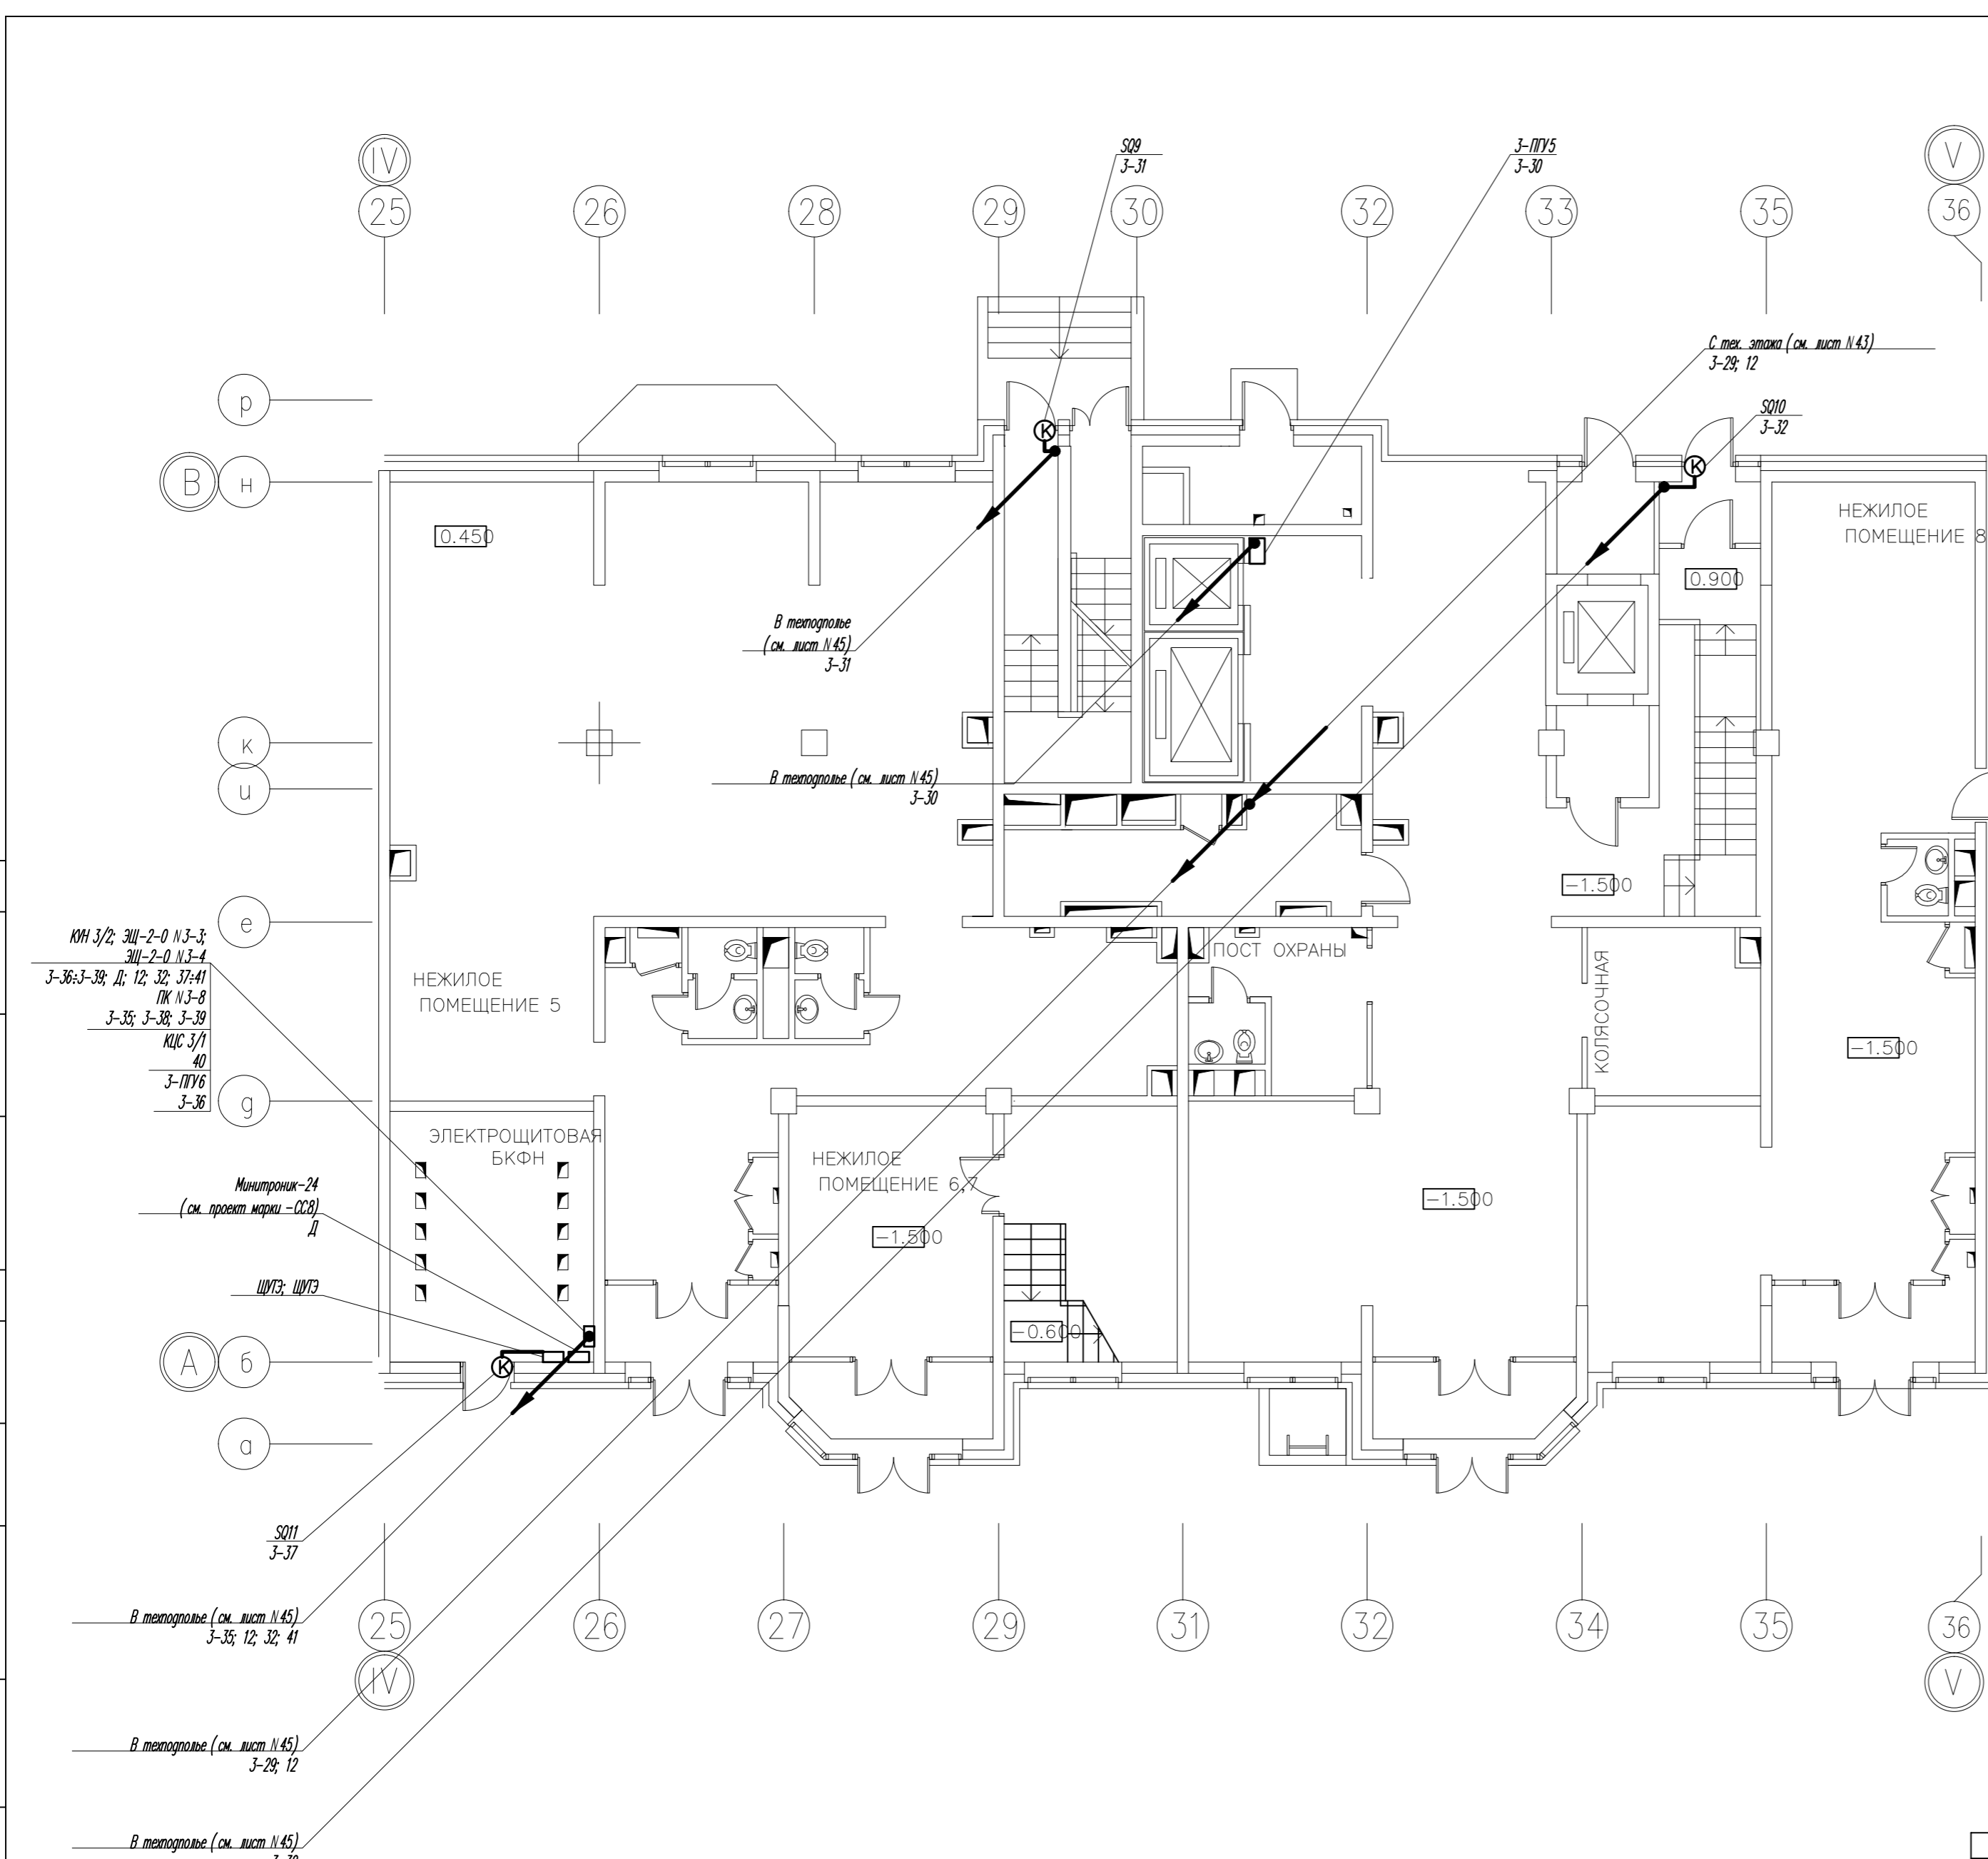 SQ9
3-31
3-ПГУ5
3-30
IV
V
25
26
28
29
30
32
33
35
36
С тех. этажа (см. лист N43)
3-29; 12
SQ10
3-32
р
В
н
0.450
НЕЖИЛОЕ
ПОМЕЩЕНИЕ 8
0.900
В техподполье
(см. лист N45)
3-31
к
и
В техподполье (см. лист N45)
3-30
-1.500
е
КУН 3/2; ЭЩ-2-0 N3-3;
ЭЩ-2-0 N3-4
3-36÷3-39; Д; 12; 32; 37÷41
ПК N3-8
3-35; 3-38; 3-39
КЦС 3/1
40
3-ПГУ6
3-36
ПОСТ ОХРАНЫ
КОЛЯСОЧНАЯ
НЕЖИЛОЕ
ПОМЕЩЕНИЕ 5
-1.500
д
ЭЛЕКТРОЩИТОВАЯ
БКФН
НЕЖИЛОЕ
ПОМЕЩЕНИЕ 6,7
Минитроник-24
(см. проект марки -СС8)
Д
-1.500
-1.500
ЩУТЭ; ЩУТЭ
-0.600
А
б
К
К
К
а
SQ11
3-37
В техподполье (см. лист N45)
3-35; 12; 32; 41
25
26
27
29
31
32
34
35
36
IV
V
В техподполье (см. лист N45)
3-29; 12
В техподполье (см. лист N45)